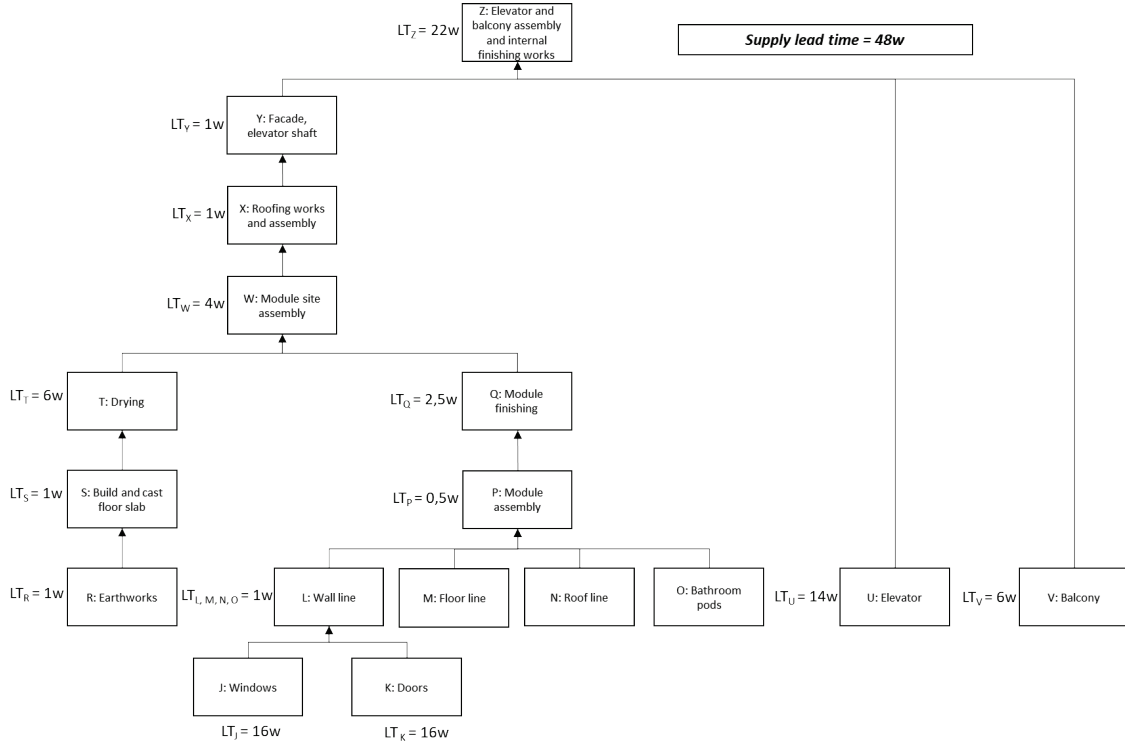 LTZ = 22w
Z: Elevator and
balcony assembly
and internal
finishing works
Supply lead time = 48w
LTY = 1w
Y: Facade,
elevator shaft
LTX = 1w
X: Roofing works
and assembly
LTW = 4w
W: Module site
assembly
LTT = 6w
T: Drying
LTQ = 2,5w
Q: Module
finishing
LTS = 1w
S: Build and cast
floor slab
LTP = 0,5w
P: Module
assembly
LTR = 1w
R: Earthworks
LTL, M, N, O = 1w
L: Wall line
M: Floor line
N: Roof line
O: Bathroom
pods
LTU = 14w
U: Elevator
LTV = 6w
V: Balcony
J: Windows
K: Doors
LTJ = 16w
LTK = 16w